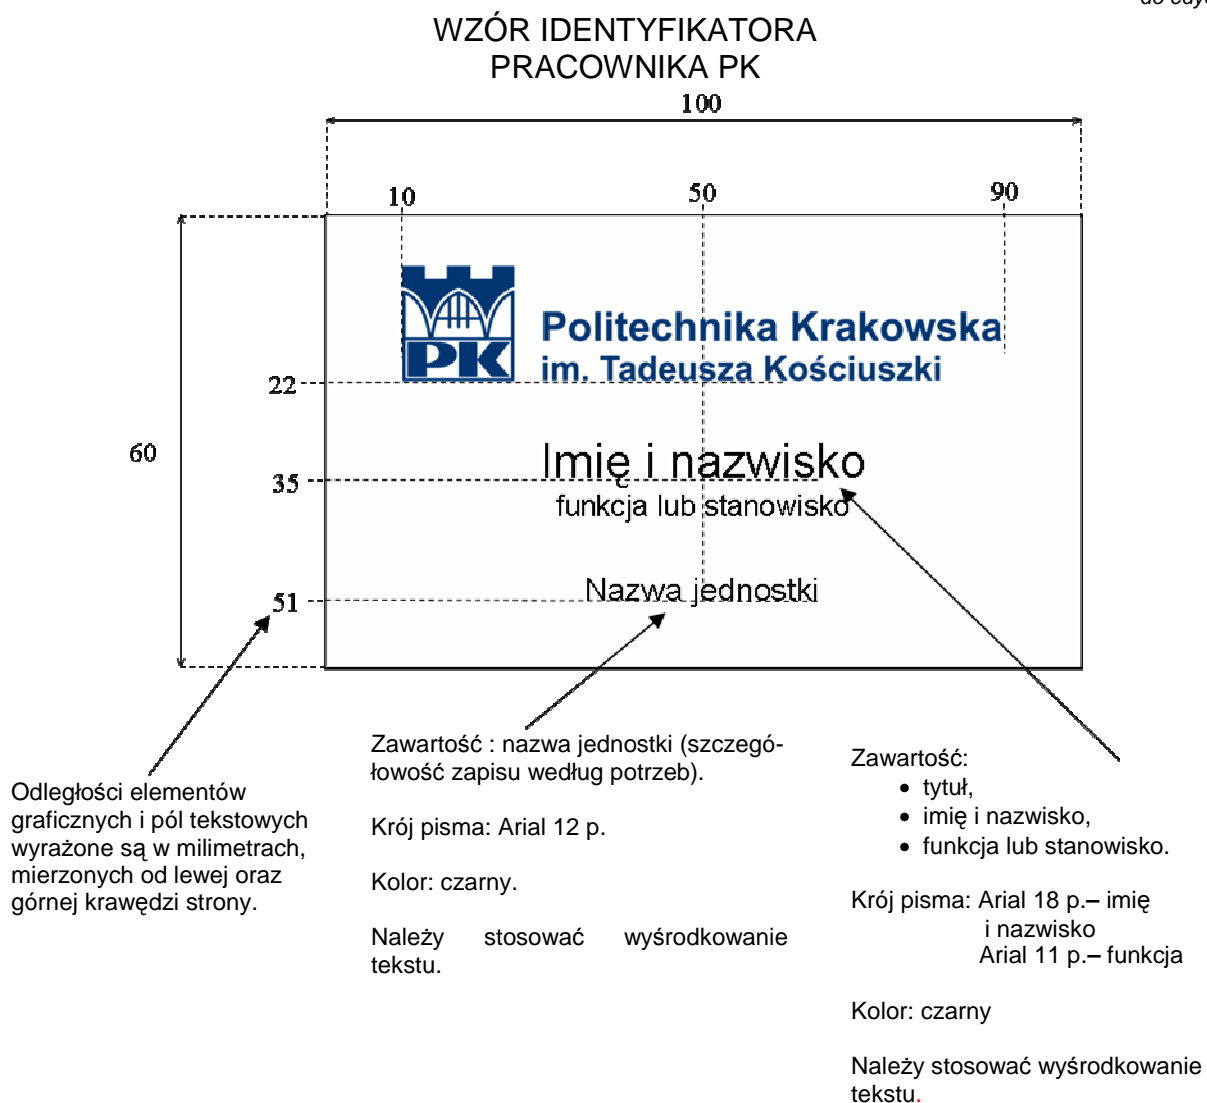 WZÓR IDENTYFIKATORA
PRACOWNIKA PK
100
10
50
90
PK
Politechnika Krakowska
im. Tadeusza Kościuszki
22
60
Imię i nazwisko
35
funkcja lub stanowisko
Nazwa jednostki
51
Odległości elementów
graficznych i pól tekstowych
wyrażone są w milimetrach,
mierzonych od lewej oraz
górnej krawędzi strony.
Zawartość : nazwa jednostki (szczegó-
łowość zapisu według potrzeb).
Krój pisma: Arial 12 p.
Kolor: czarny.
Należy stosować wyśrodkowanie
tekstu.
Zawartość:
• tytuł,
• imię i nazwisko,
• funkcja lub stanowisko.
Krój pisma: Arial 18 p.– imię
i nazwisko
Arial 11 p.– funkcja
Kolor: czarny
Należy stosować wyśrodkowanie
tekstu.